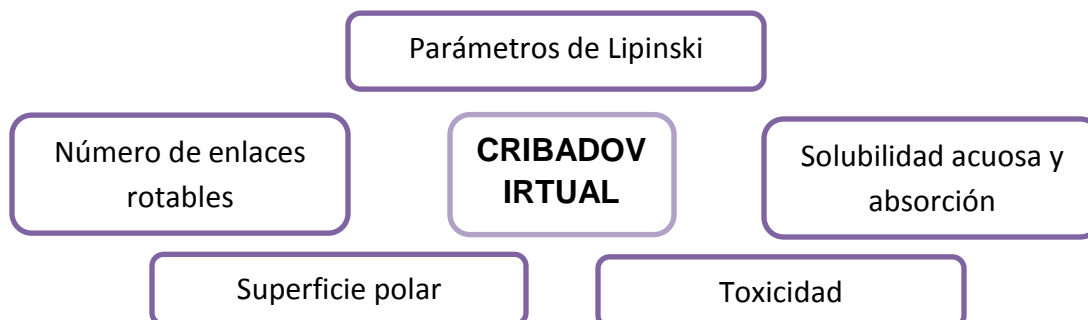 Parámetros de Lipinski
Número de enlaces
rotables
CRIBADOV
IRTUAL
Solubilidad acuosa y
absorción
Superficie polar
Toxicidad